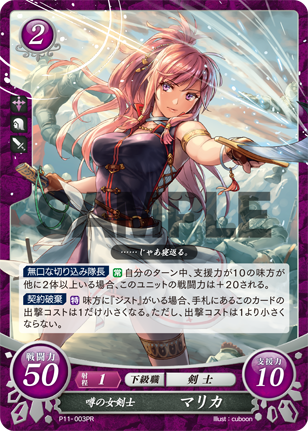 2
SAMPLE
……じゃあ寝返る。
無口な切り込み隊長 常 自分のターン中、支援力が10の味方が
他に2体以上いる場合、このユニットの戦闘力は+20される。
契約破棄 特 味方に『ジスト』がいる場合、手札にあるこのカードの
出撃コストは1だけ小さくなる。ただし、出撃コストは1より小さく
ならない。
戦闘力
50
射程 1 下級職 剣士
支援力
10
噂の女剣士 マリカ
P11-003PR
Illust : cuboon